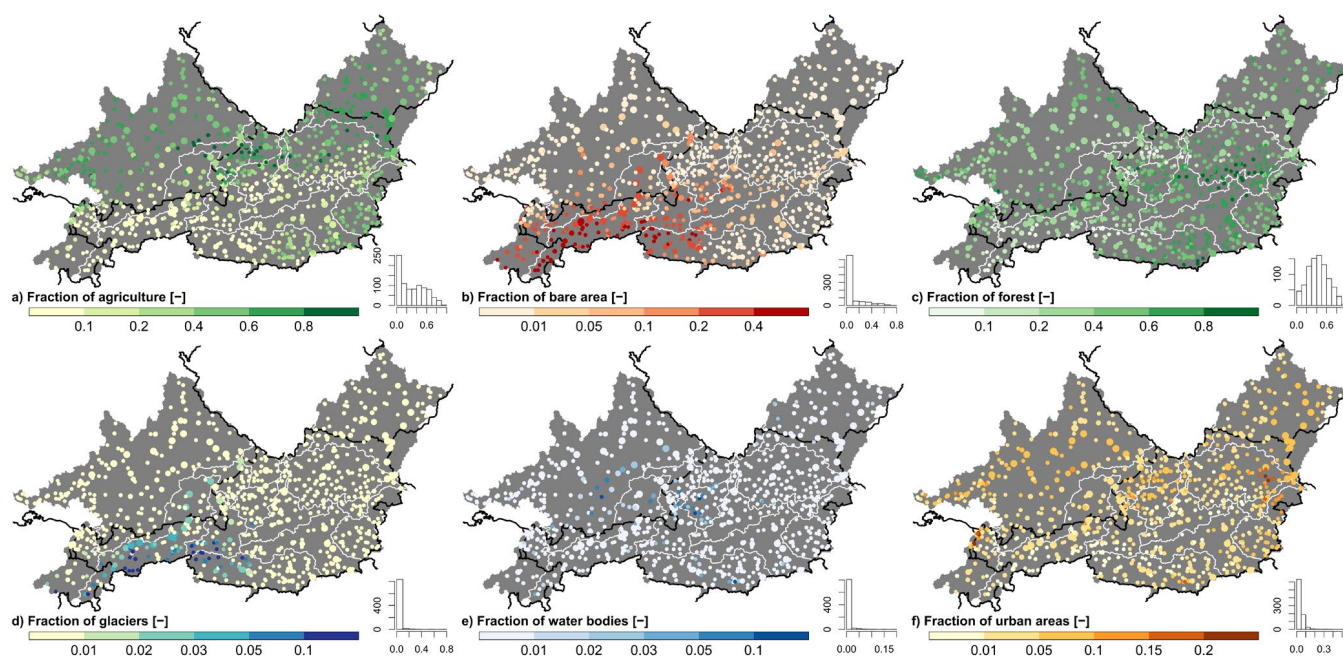 250
100
0
0.0 0.6
a) Fraction of agriculture [−]
0.1 0.2 0.4 0.6 0.8
300
0
0.0 0.4 0.8
b) Fraction of bare area [−]
0.01 0.05 0.1 0.2 0.4
100
0
0.0 0.6
c) Fraction of forest [−]
0.1 0.2 0.4 0.6 0.8
400
0
0.0 0.4 0.8
d) Fraction of glaciers [−]
0.01 0.02 0.03 0.05 0.1
400
0
0.00 0.15
e) Fraction of water bodies [−]
0.01 0.02 0.03 0.05 0.1
300
0
0.0 0.3
f) Fraction of urban areas [−]
0.01 0.05 0.1 0.15 0.2